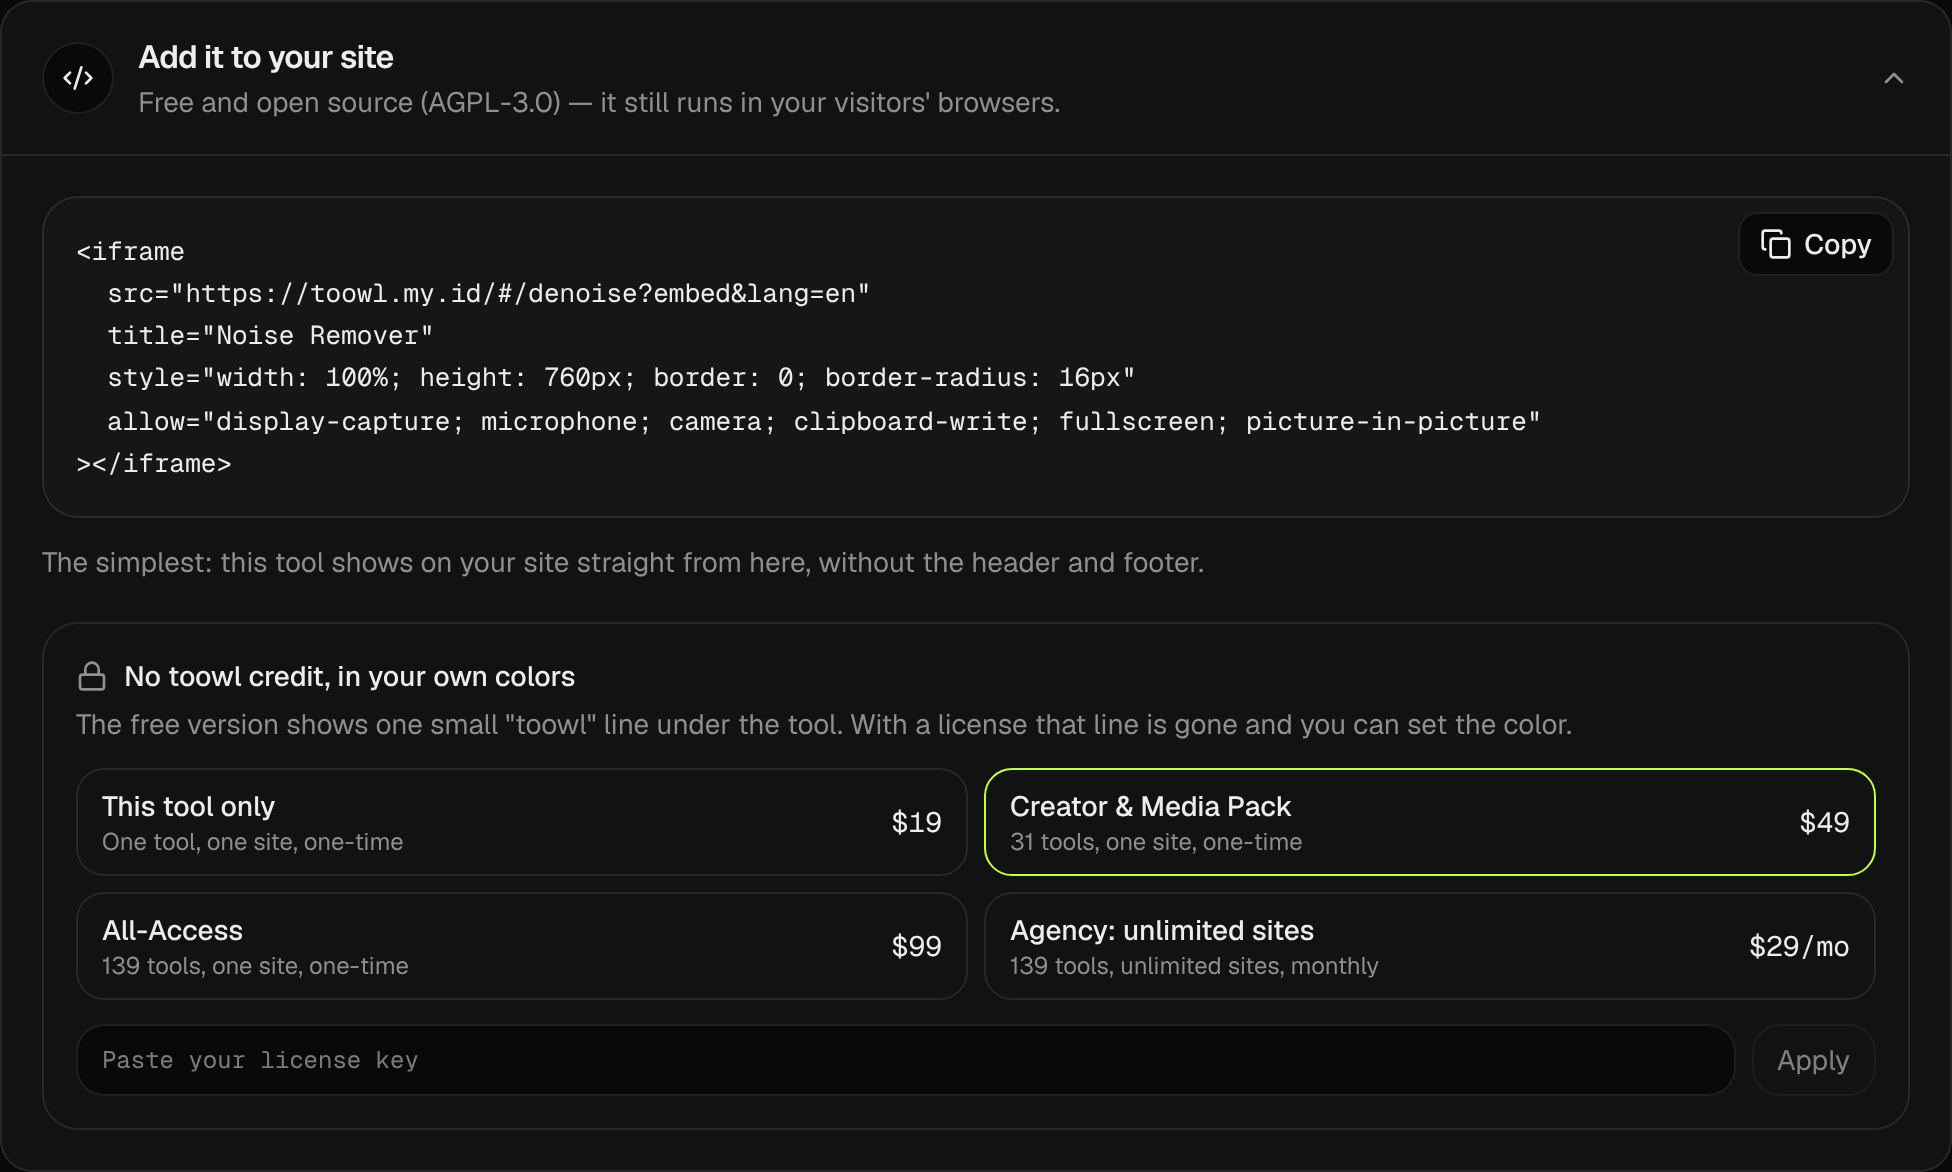 Add it to your site
Free and open source (AGPL-3.0) — it still runs in your visitors' browsers.
Copy
<iframe
  src="https://toowl.my.id/#/denoise?embed&lang=en"
  title="Noise Remover"
  style="width: 100%; height: 760px; border: 0; border-radius: 16px"
  allow="display-capture; microphone; camera; clipboard-write; fullscreen; picture-in-picture"
></iframe>
The simplest: this tool shows on your site straight from here, without the header and footer.
No toowl credit, in your own colors
The free version shows one small "toowl" line under the tool. With a license that line is gone and you can set the color.
This tool only
One tool, one site, one-time
$19
Creator & Media Pack
31 tools, one site, one-time
$49
All-Access
139 tools, one site, one-time
$99
Agency: unlimited sites
139 tools, unlimited sites, monthly
$29/mo
Paste your license key
Apply